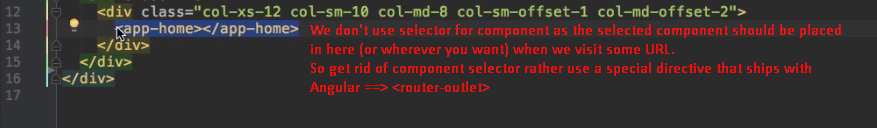 12 <div class="col-xs-12 col-sm-10 col-md-8 col-sm-offset-1 col-md-offset-2">
13 <app-home></app-home> We don't use selector for component as the selected component should be placed
14 </div> in here (or wherever you want) when we visit some URL.
15 </div> So get rid of component selector rather use a special directive that ships with
16 </div> Angular ==> <router-outlet>
17